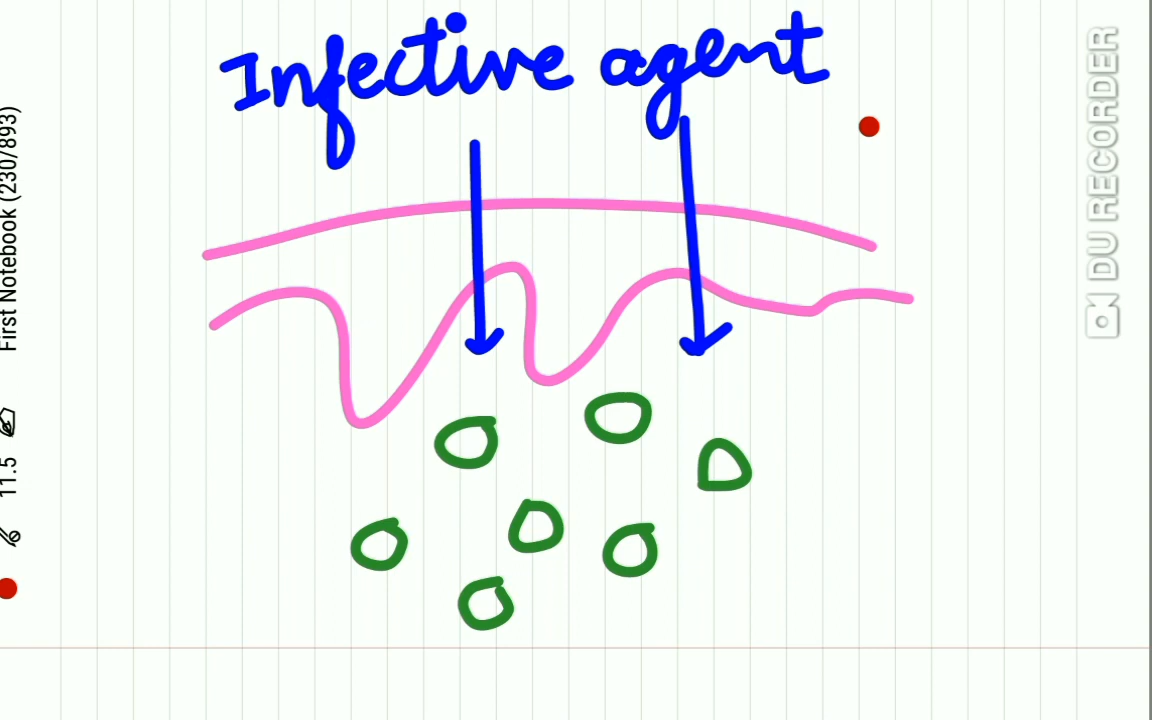 Infective agent
First Notebook (230/893)
11.5
DU RECORDER